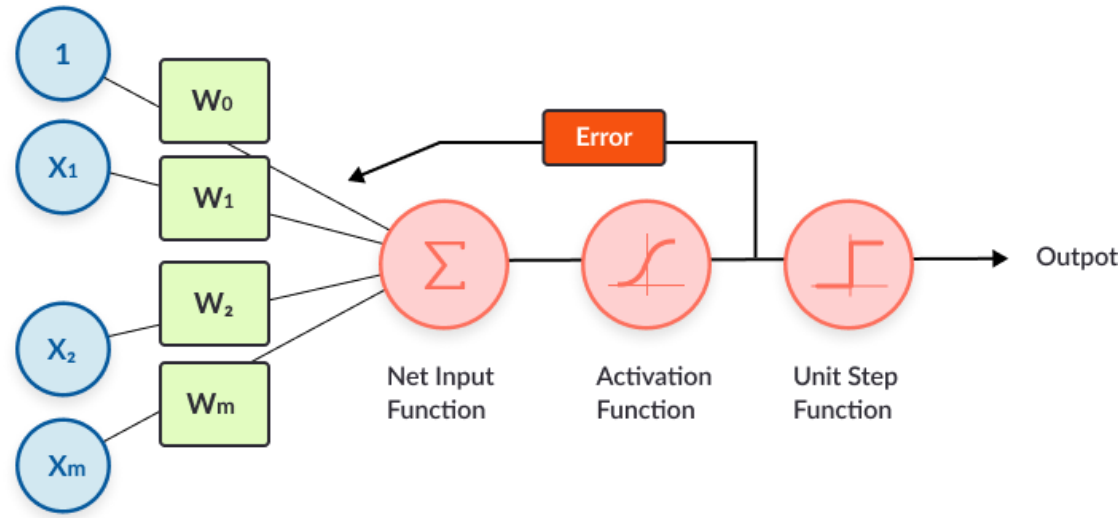 1
W₀
Error
X₁
W₁
Σ
Outpot
W₂
X₂
Net Input
Function
Activation
Function
Unit Step
Function
Wm
Xm